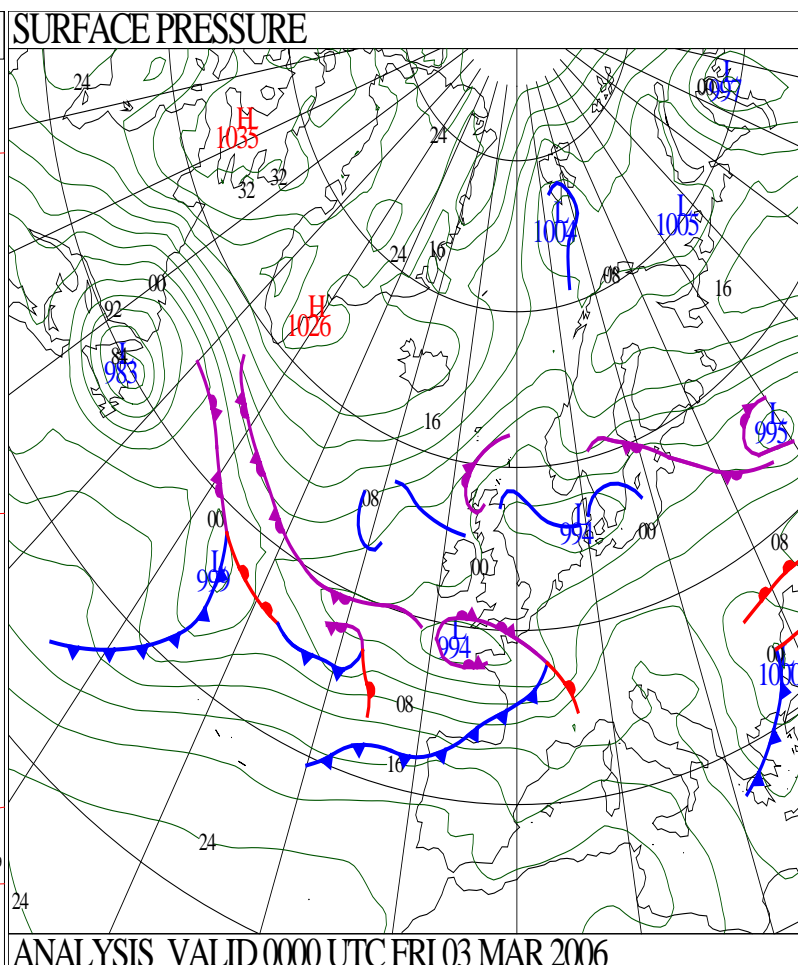 SURFACE PRESSURE
L
997
24
H
1035
24
32
32
L
1004
L
1005
24
16
08
16
00
92
H
1026
L
983
16
L
995
08
00
L
994
00
08
L
999
00
L
994
00
L
1000
08
16
24
24
ANALYSIS VALID 0000 UTC FRI 03 MAR 2006